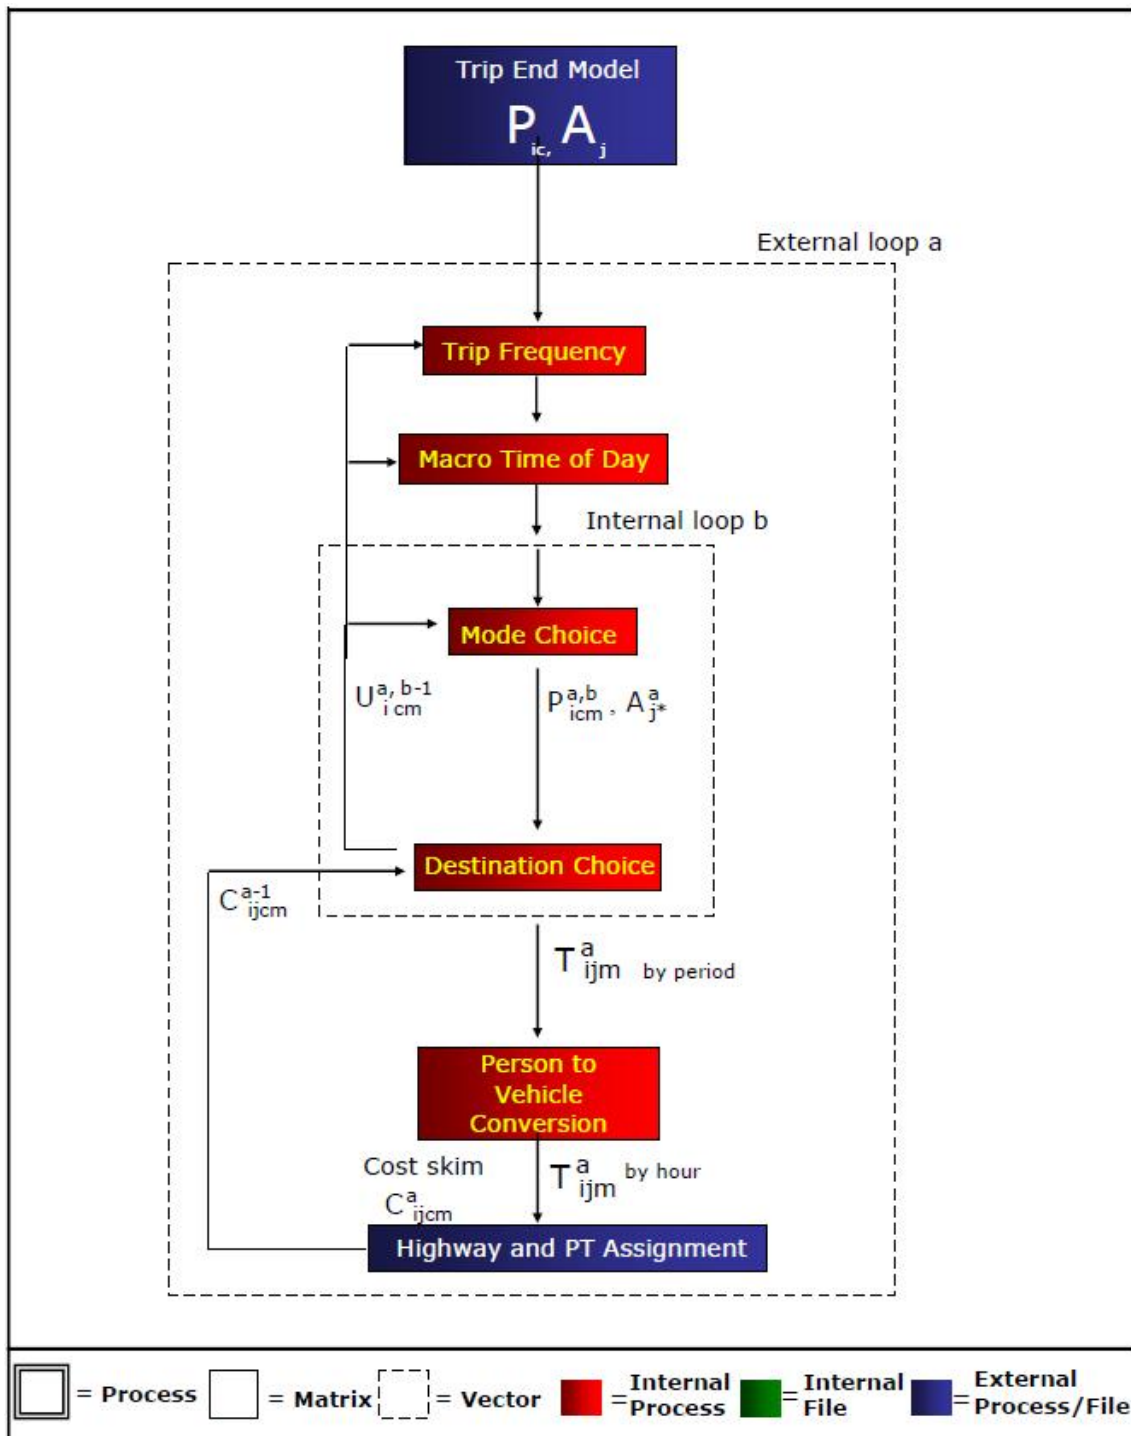 Trip End Model
P ic, A j
External loop a
Trip Frequency
Macro Time of Day
Internal loop b
Mode Choice
U a, b-1 i cm
P a,b icm , A a j*
Destination Choice
C a-1 ijcm
T a ijm by period
Person to
Vehicle
Conversion
Cost skim
C a ijcm
T a ijm by hour
Highway and PT Assignment
= Process
= Matrix
= Vector
= Internal
Process
= Internal
File
= External
Process/File